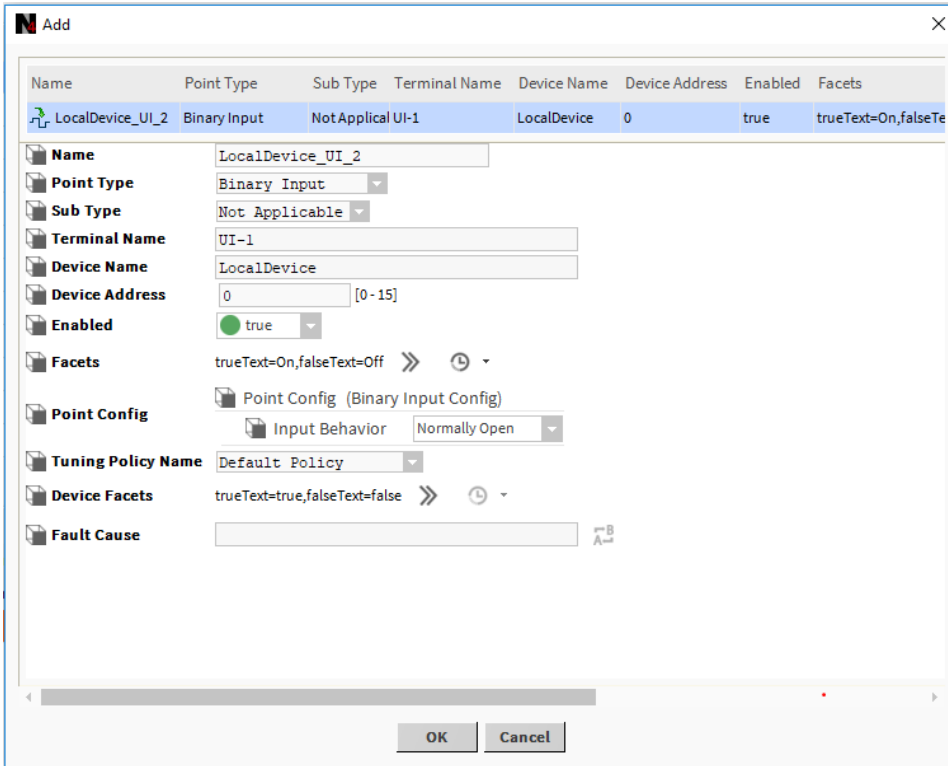 Add
Name Point Type Sub Type Terminal Name Device Name Device Address Enabled Facets
LocalDevice_UI_2 Binary Input Not Applical UI-1 LocalDevice 0 true trueText=On,falseTe
Name LocalDevice_UI_2
Point Type Binary Input
Sub Type Not Applicable
Terminal Name UI-1
Device Name LocalDevice
Device Address 0 [0-15]
Enabled true
Facets trueText=On,falseText=Off
Point Config (Binary Input Config)
Point Config
Input Behavior Normally Open
Tuning Policy Name Default Policy
Device Facets trueText=true,falseText=false
Fault Cause
OK Cancel